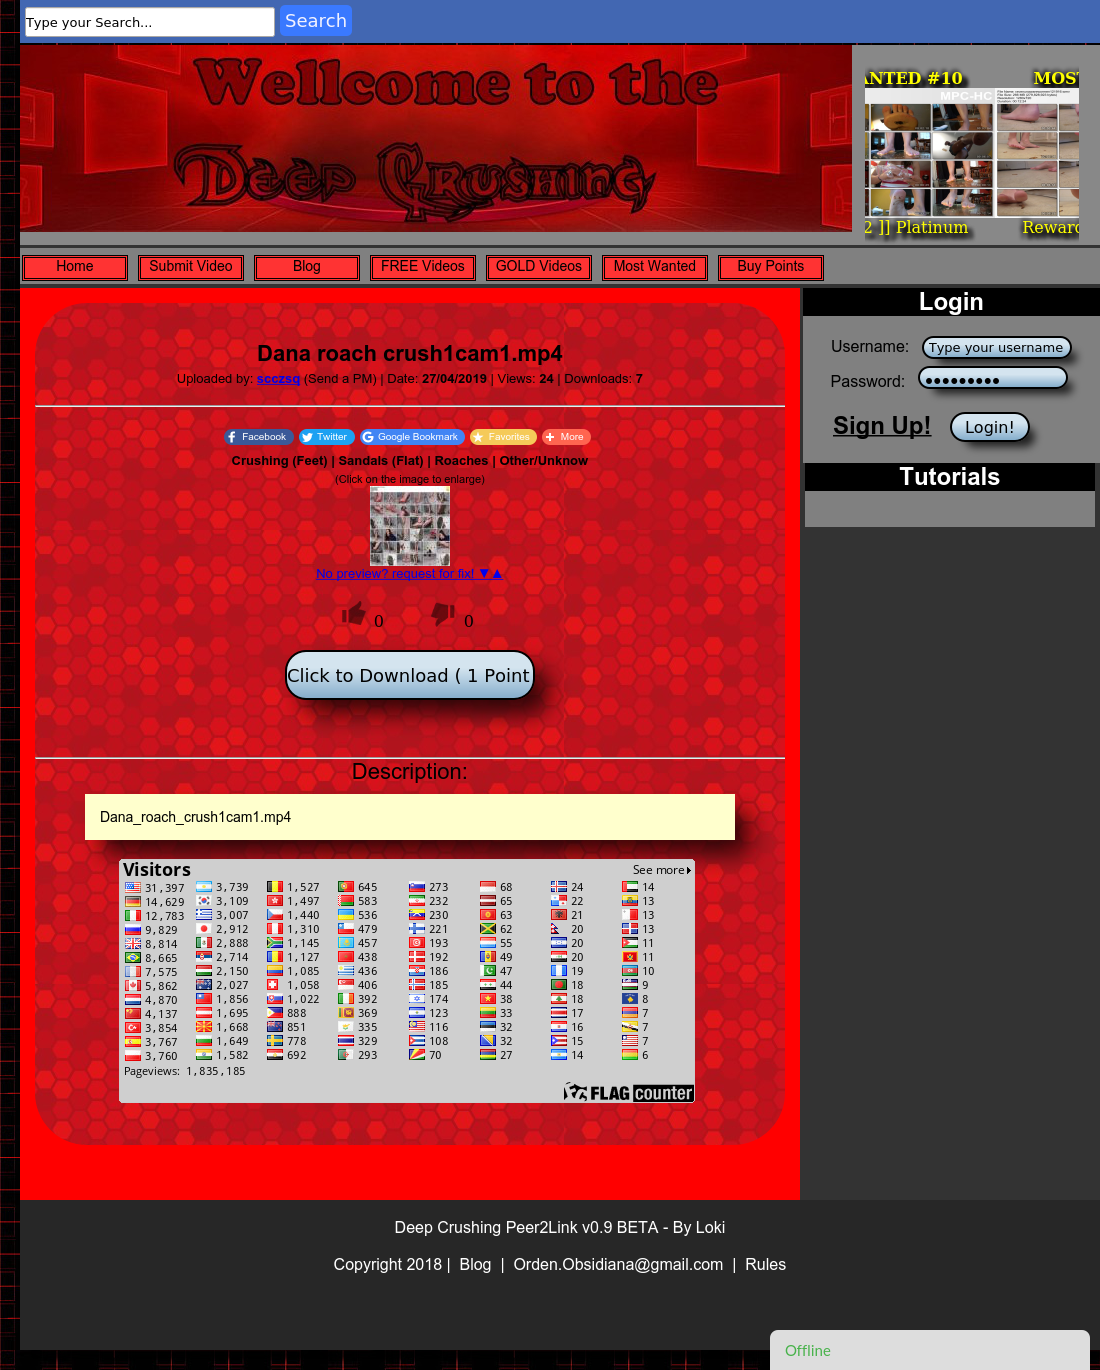 Type your Search...
Search
Wellcome to the
Deep Crushing
ANTED #10
MOST
MPC-HC
2 ]] Platinum
Reward
Home
Submit Video
Blog
FREE Videos
GOLD Videos
Most Wanted
Buy Points
Dana roach crush1cam1.mp4
Uploaded by: scczsq (Send a PM) | Date: 27/04/2019 | Views: 24 | Downloads: 7
Facebook
Twitter
Google Bookmark
Favorites
More
Crushing (Feet) | Sandals (Flat) | Roaches | Other/Unknow
(Click on the image to enlarge)
No preview? request for fix! ▼▲
0
0
Click to Download ( 1 Point
Description:
Dana_roach_crush1cam1.mp4
Visitors
See more
31,397 3,739 1,527 645 273 68 24 14
14,629 3,109 1,497 583 232 65 22 13
12,783 3,007 1,440 536 230 63 21 13
9,829 2,912 1,310 479 221 62 20 13
8,814 2,888 1,145 457 193 55 20 11
8,665 2,714 1,127 438 192 49 20 11
7,575 2,150 1,085 436 186 47 19 10
5,862 2,027 1,058 406 185 44 18 9
4,870 1,856 1,022 392 174 38 18 8
4,137 1,695 888 369 123 33 17 7
3,854 1,668 851 335 116 32 16 7
3,767 1,649 778 329 108 32 15 7
3,760 1,582 692 293 70 27 14 6
Pageviews: 1,835,185
FLAG counter
Login
Username:
Type your username
Password:
Sign Up!
Login!
Tutorials
Deep Crushing Peer2Link v0.9 BETA - By Loki
Copyright 2018 | Blog | Orden.Obsidiana@gmail.com | Rules
Offline